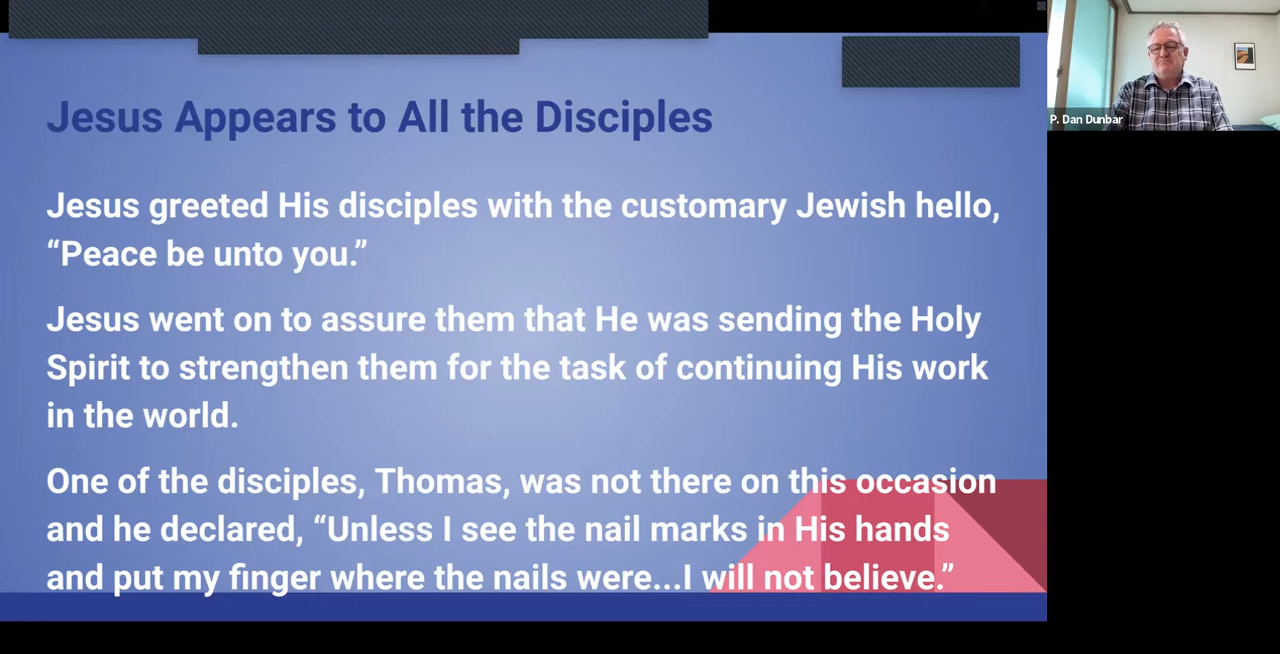 Jesus Appears to All the Disciples
Jesus greeted His disciples with the customary Jewish hello,
“Peace be unto you.”
Jesus went on to assure them that He was sending the Holy
Spirit to strengthen them for the task of continuing His work
in the world.
One of the disciples, Thomas, was not there on this occasion
and he declared, “Unless I see the nail marks in His hands
and put my finger where the nails were...I will not believe.”
P. Dan Dunbar